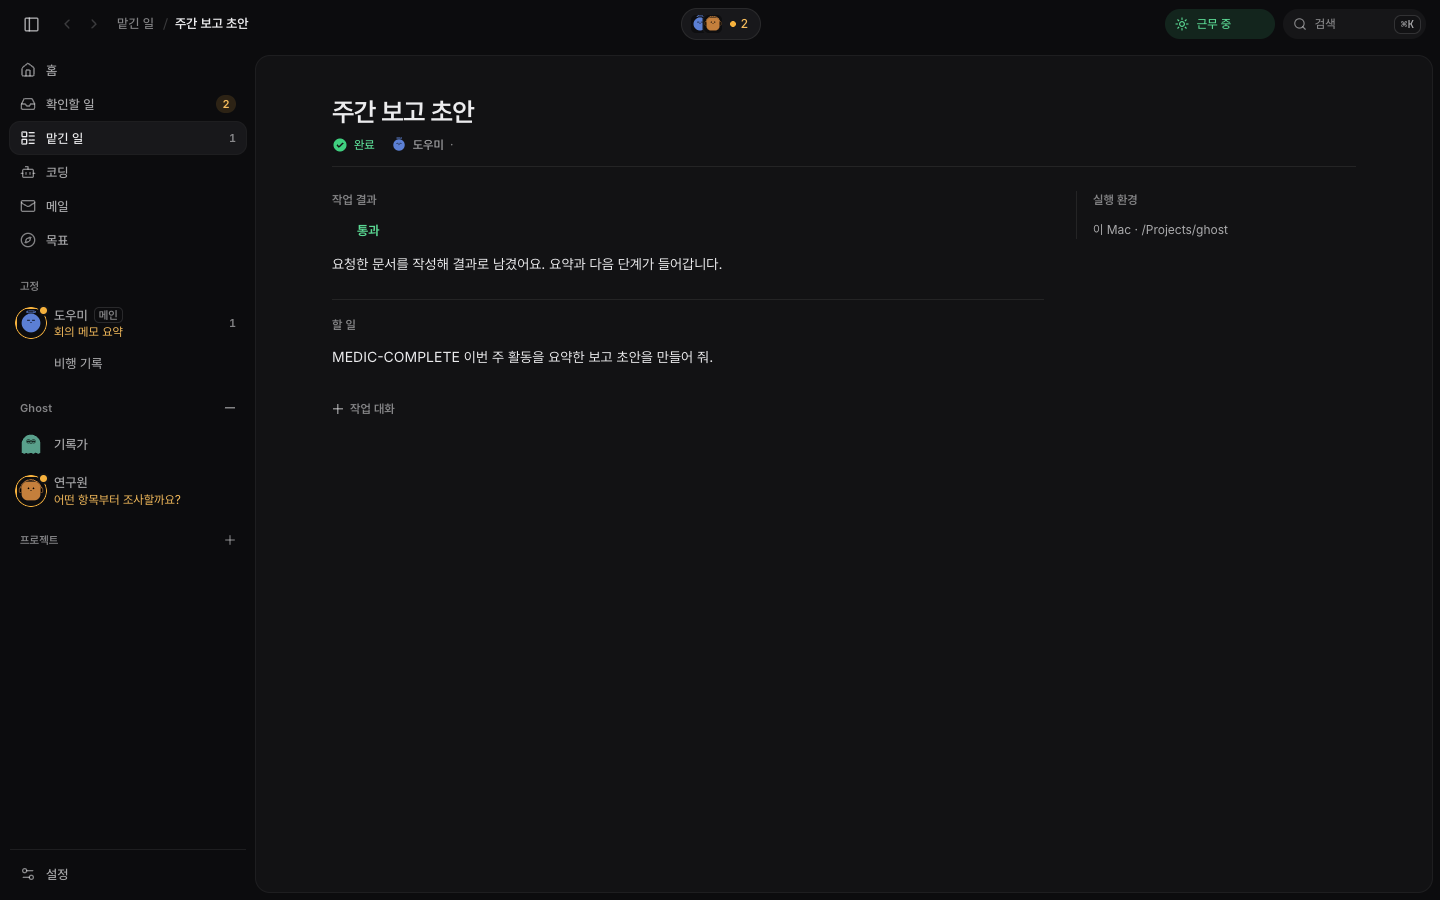 맡긴 일 / 주간 보고 초안
2
근무 중
검색
⌘K
홈
확인할 일
2
맡긴 일
1
코딩
메일
목표
고정
도우미 메인
회의 메모 요약
1
비행 기록
Ghost
기록가
연구원
어떤 항목부터 조사할까요?
프로젝트
설정
주간 보고 초안
완료 도우미 ·
작업 결과
통과
요청한 문서를 작성해 결과로 남겼어요. 요약과 다음 단계가 들어갑니다.
할 일
MEDIC-COMPLETE 이번 주 활동을 요약한 보고 초안을 만들어 줘.
작업 대화
실행 환경
이 Mac · /Projects/ghost